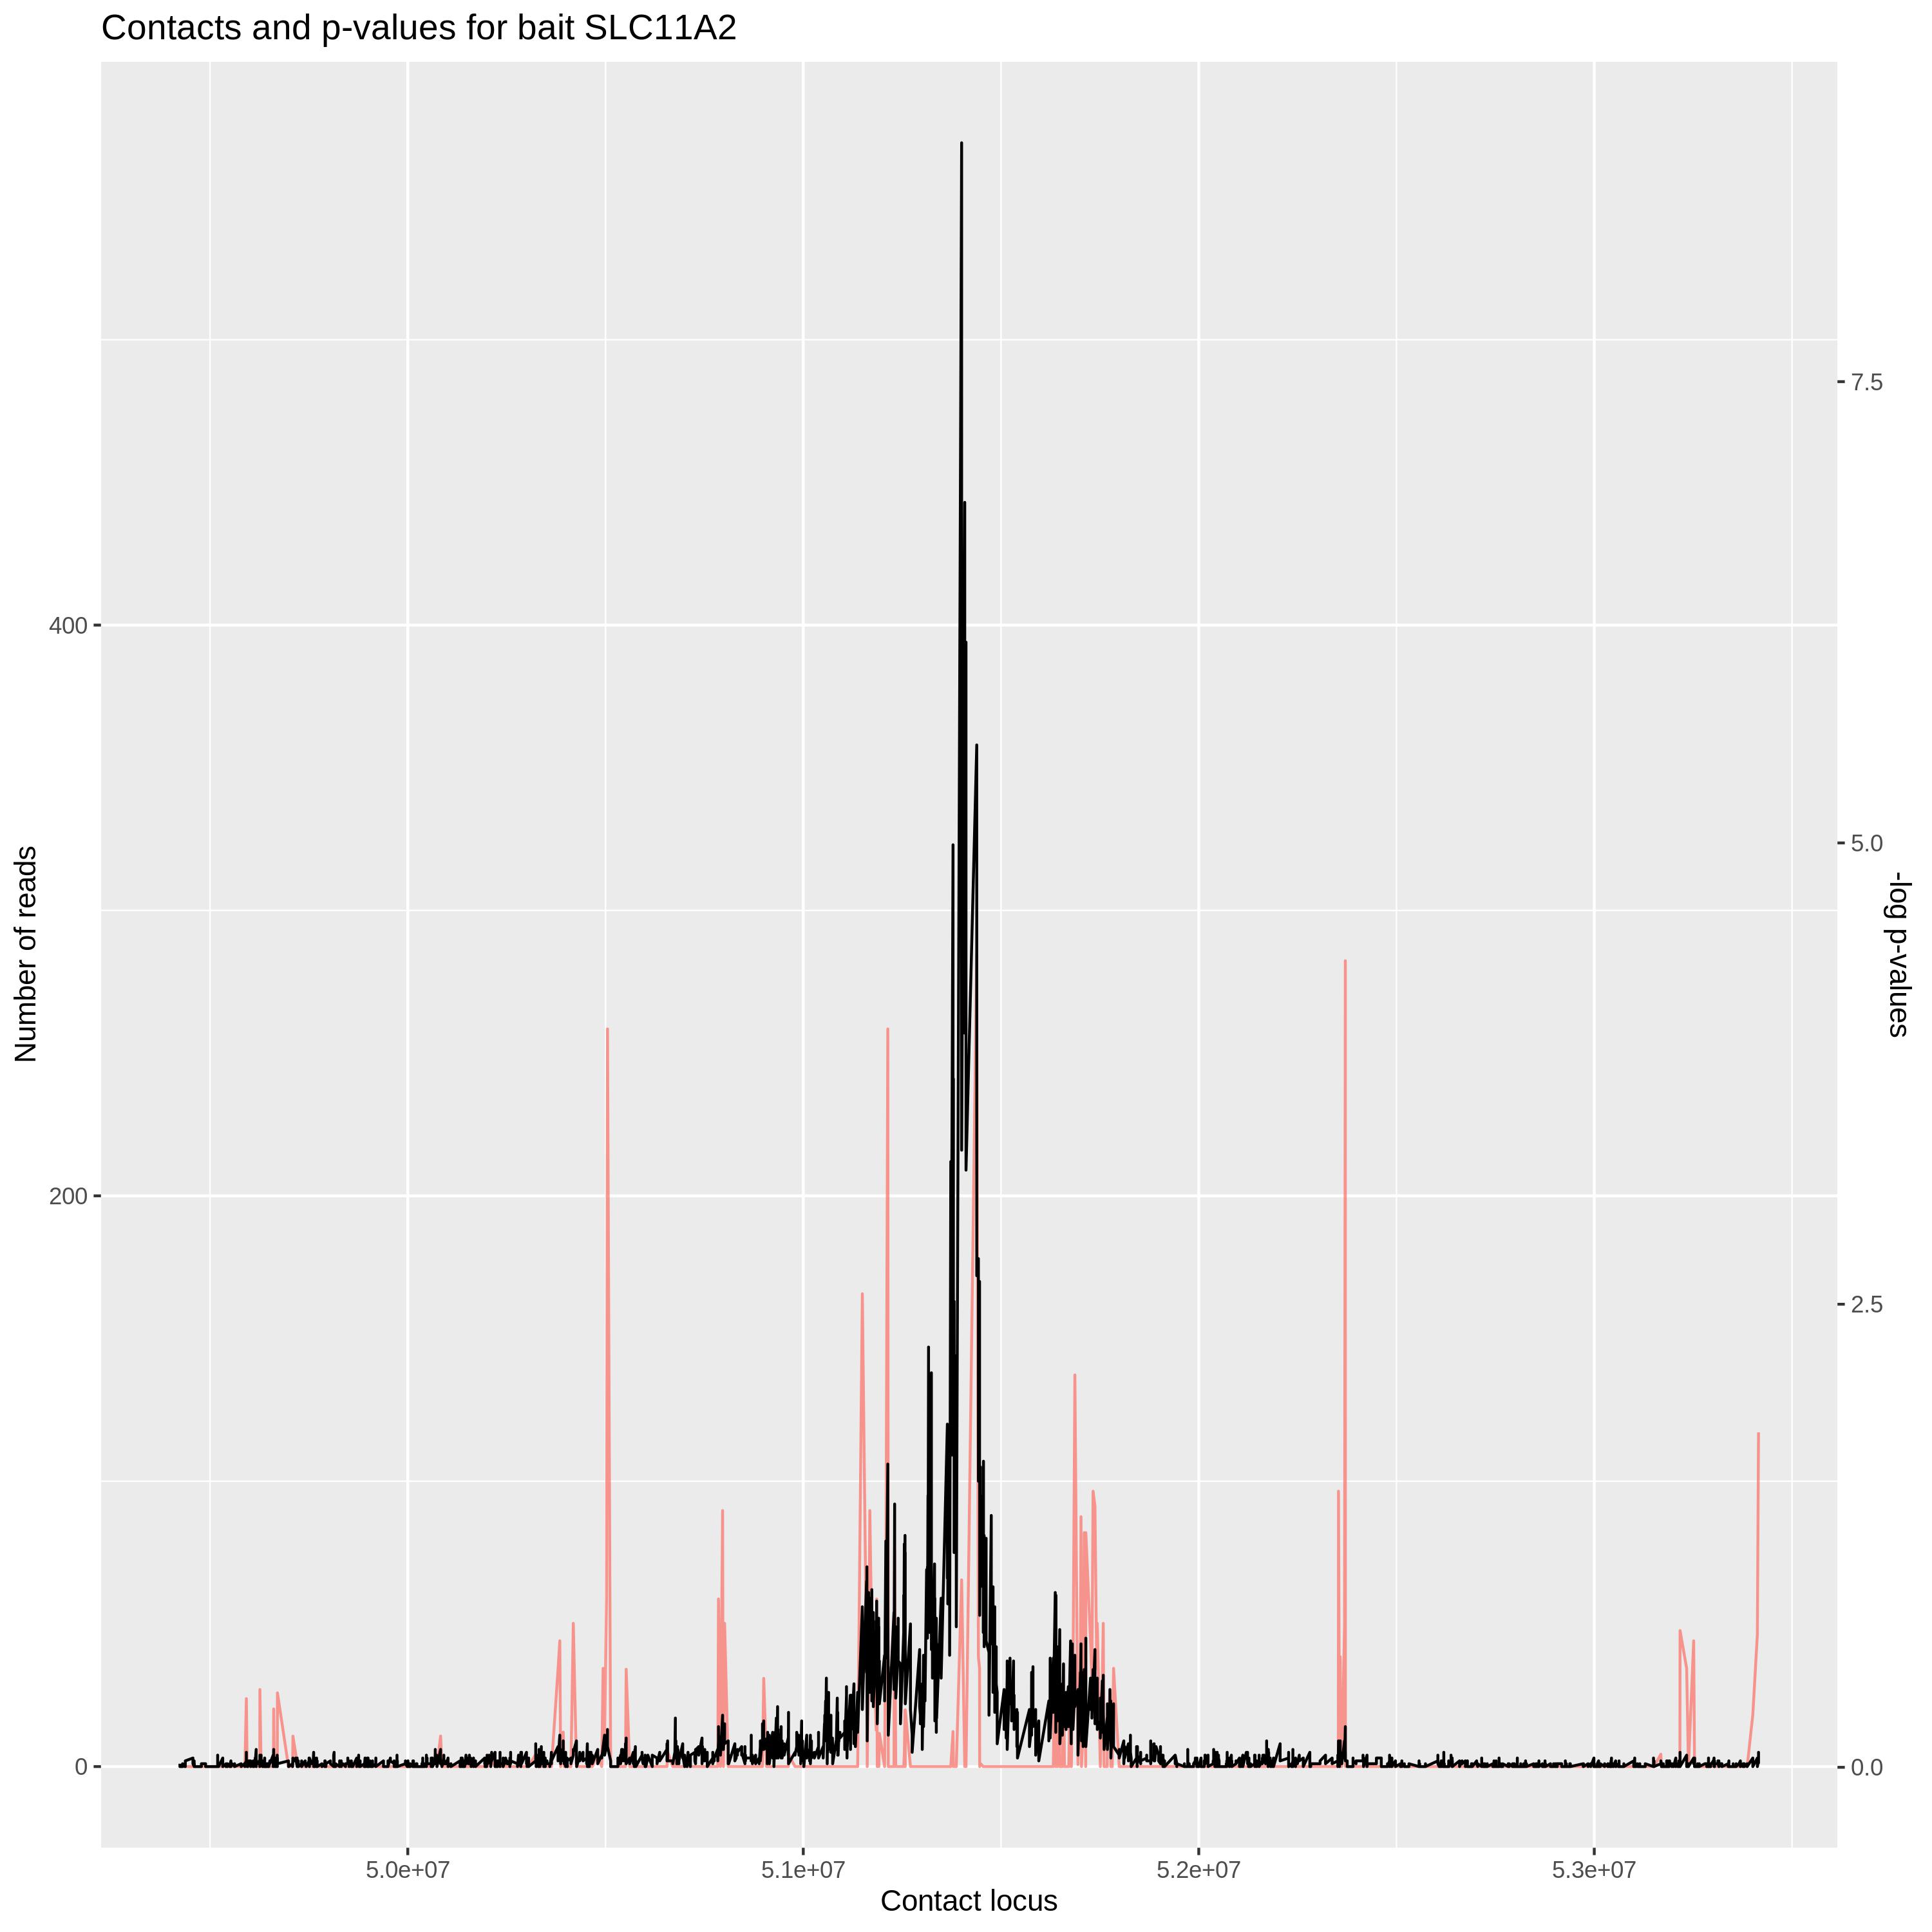 Contacts and p-values for bait SLC11A2
Number of reads
400
200
0
7.5
5.0
2.5
0.0
-log p-values
5.0e+07
5.1e+07
5.2e+07
5.3e+07
Contact locus